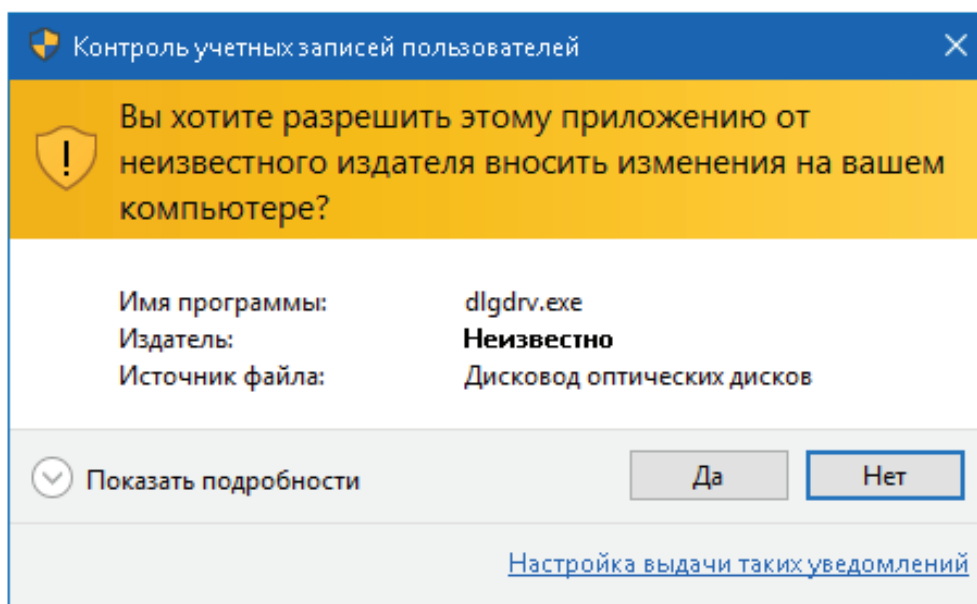 Контроль учетных записей пользователей
Вы хотите разрешить этому приложению от
неизвестного издателя вносить изменения на вашем
компьютере?
Имя программы: dlgdrv.exe
Издатель: Неизвестно
Источник файла: Дисковод оптических дисков
Показать подробности Да Нет
Настройка выдачи таких уведомлений